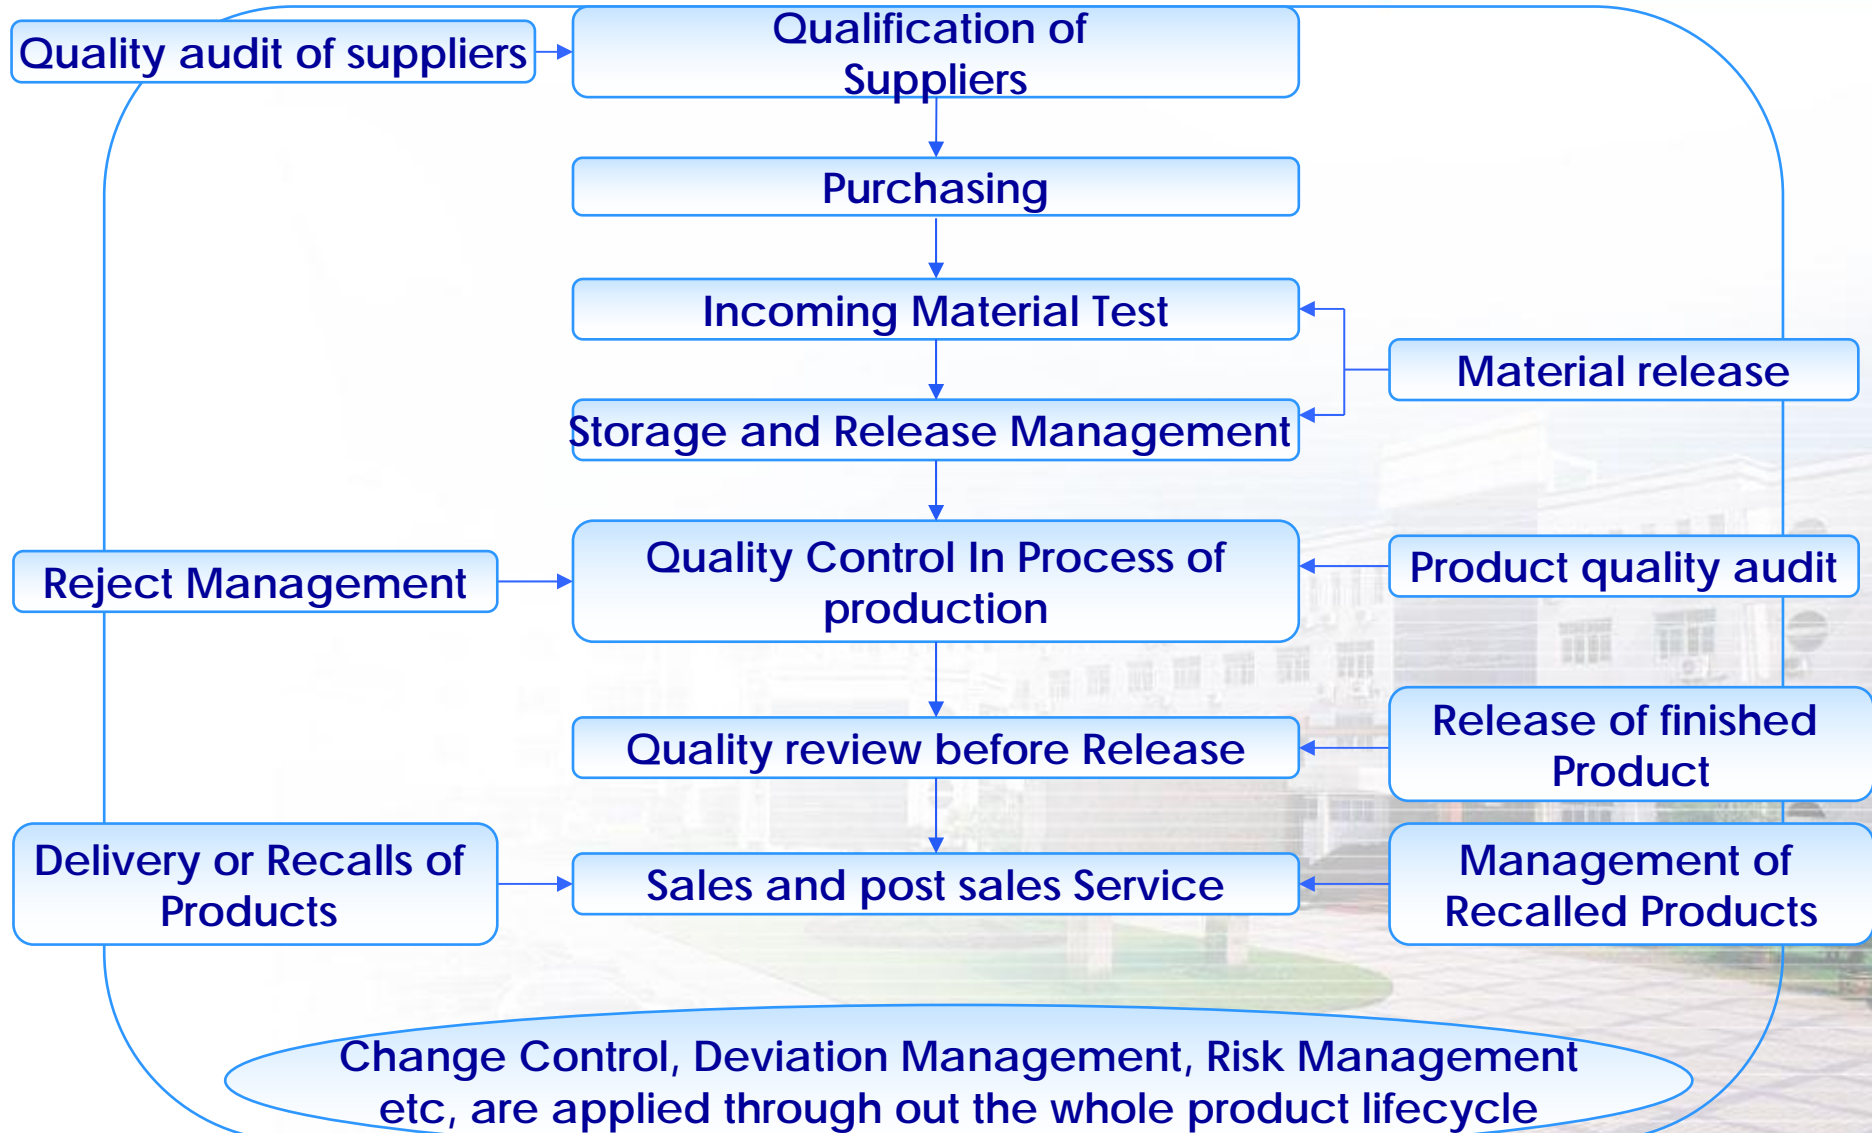 Quality audit of suppliers
Qualification of
Suppliers
Purchasing
Incoming Material Test
Material release
Storage and Release Management
Reject Management
Quality Control In Process of
production
Product quality audit
Quality review before Release
Release of finished
Product
Delivery or Recalls of
Products
Sales and post sales Service
Management of
Recalled Products
Change Control, Deviation Management, Risk Management
etc, are applied through out the whole product lifecycle